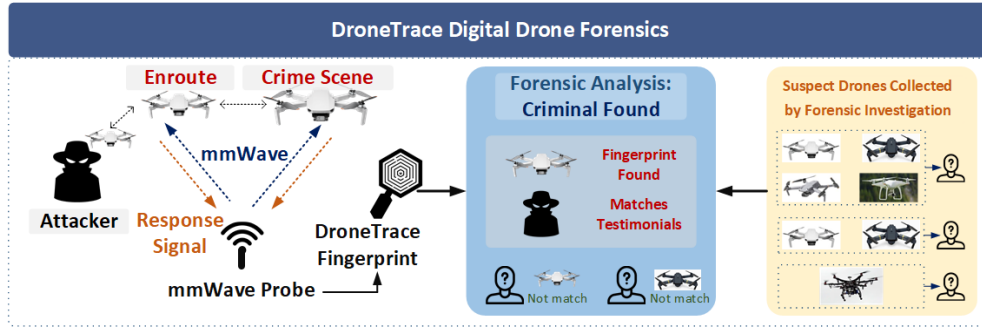 DroneTrace Digital Drone Forensics
Enroute
Crime Scene
mmWave
Attacker
Response
Signal
DroneTrace
Fingerprint
mmWave Probe
Forensic Analysis:
Criminal Found
Fingerprint
Found
Matches
Testimonials
?
Not match
?
Not match
Suspect Drones Collected
by Forensic Investigation
?
?
?